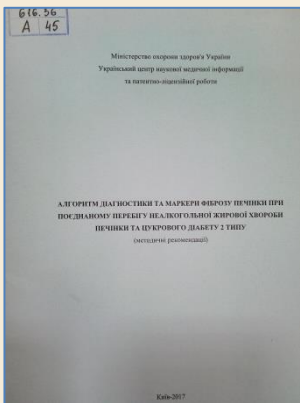 616.36
А 45
Міністерство охорони здоров'я України
Український центр наукової медичної інформації
та патентно-ліцензійної роботи
АЛГОРИТМ ДІАГНОСТИКИ ТА МАРКЕРИ ФІБРОЗУ ПЕЧІНКИ ПРИ
ПОЄДНАНОМУ ПЕРЕБІГУ НЕАЛКОГОЛЬНОЇ ЖИРОВОЇ ХВОРОБИ
ПЕЧІНКИ ТА ЦУКРОВОГО ДІАБЕТУ 2 ТИПУ
(методичні рекомендації)
Київ-2017